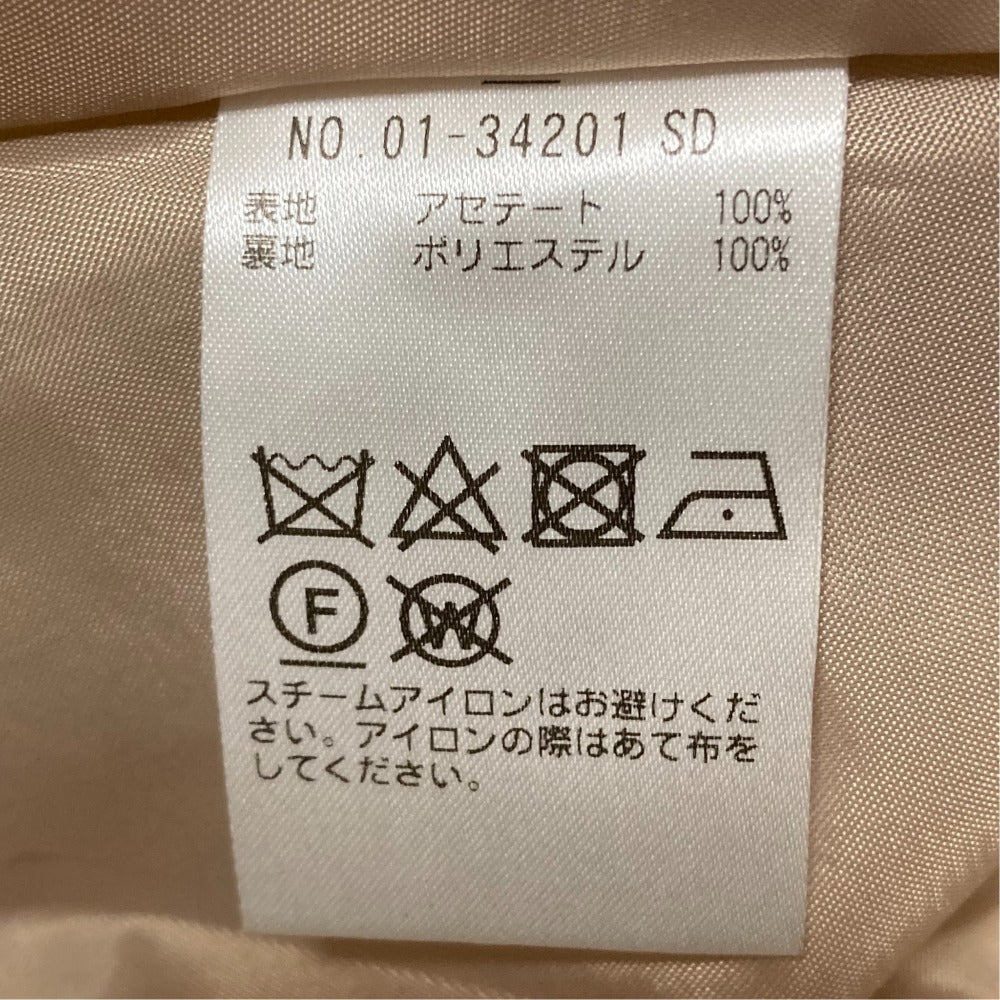 NO.01-34201 SD
表地 アセテート 100%
裏地 ポリエステル 100%
F
W
スチームアイロンはお避けくだ
さい。アイロンの際はあて布を
してください。